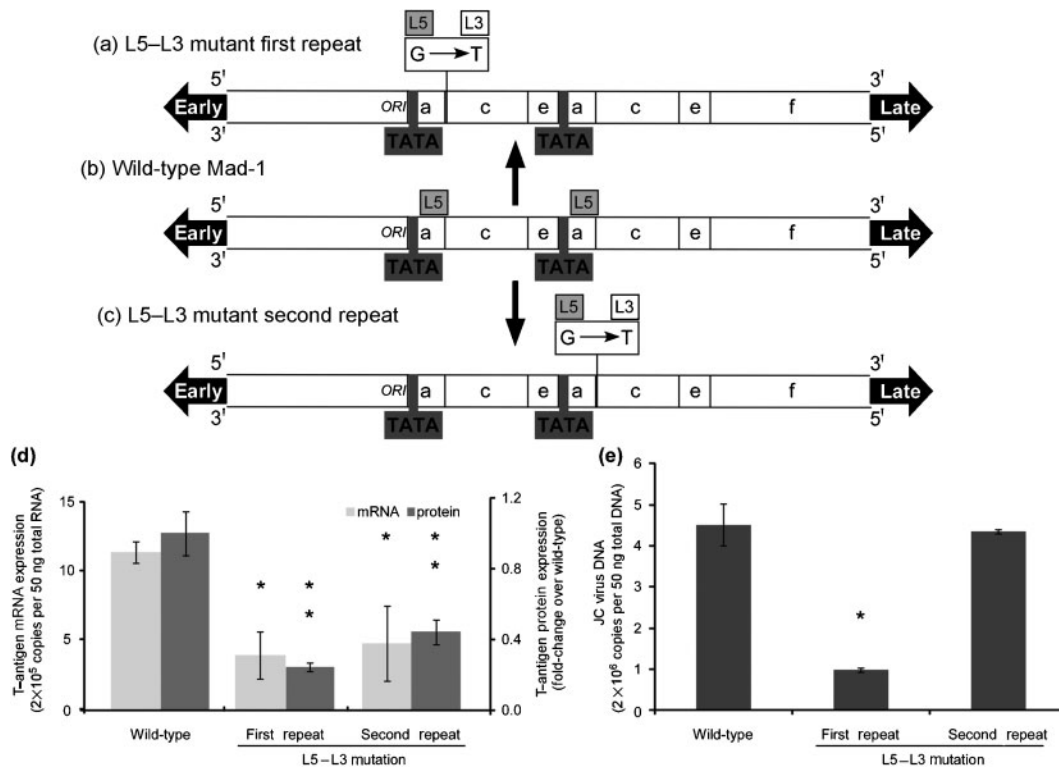 L5 L3
(a) L5–L3 mutant first repeat
G T
5' 3'
Early ORI a c e a c e f Late
3' 5'
TATA TATA
(b) Wild-type Mad-1
L5 L5
5' 3'
Early ORI a c e a c e f Late
3' 5'
TATA TATA
L5 L3
(c) L5–L3 mutant second repeat
G T
5' 3'
Early ORI a c e a c e f Late
3' 5'
TATA TATA
(d)
T-antigen mRNA expression
(2×10⁵ copies per 50 ng total RNA)
15
10
5
0
mRNA protein
* * * * * *
1.2
0.8
0.4
0.0
T-antigen protein expression
(fold-change over wild-type)
Wild-type First repeat Second repeat
L5–L3 mutation
(e)
JC virus DNA
(2×10⁶ copies per 50 ng total DNA)
6
5
4
3
2
1
0
*
Wild-type First repeat Second repeat
L5–L3 mutation